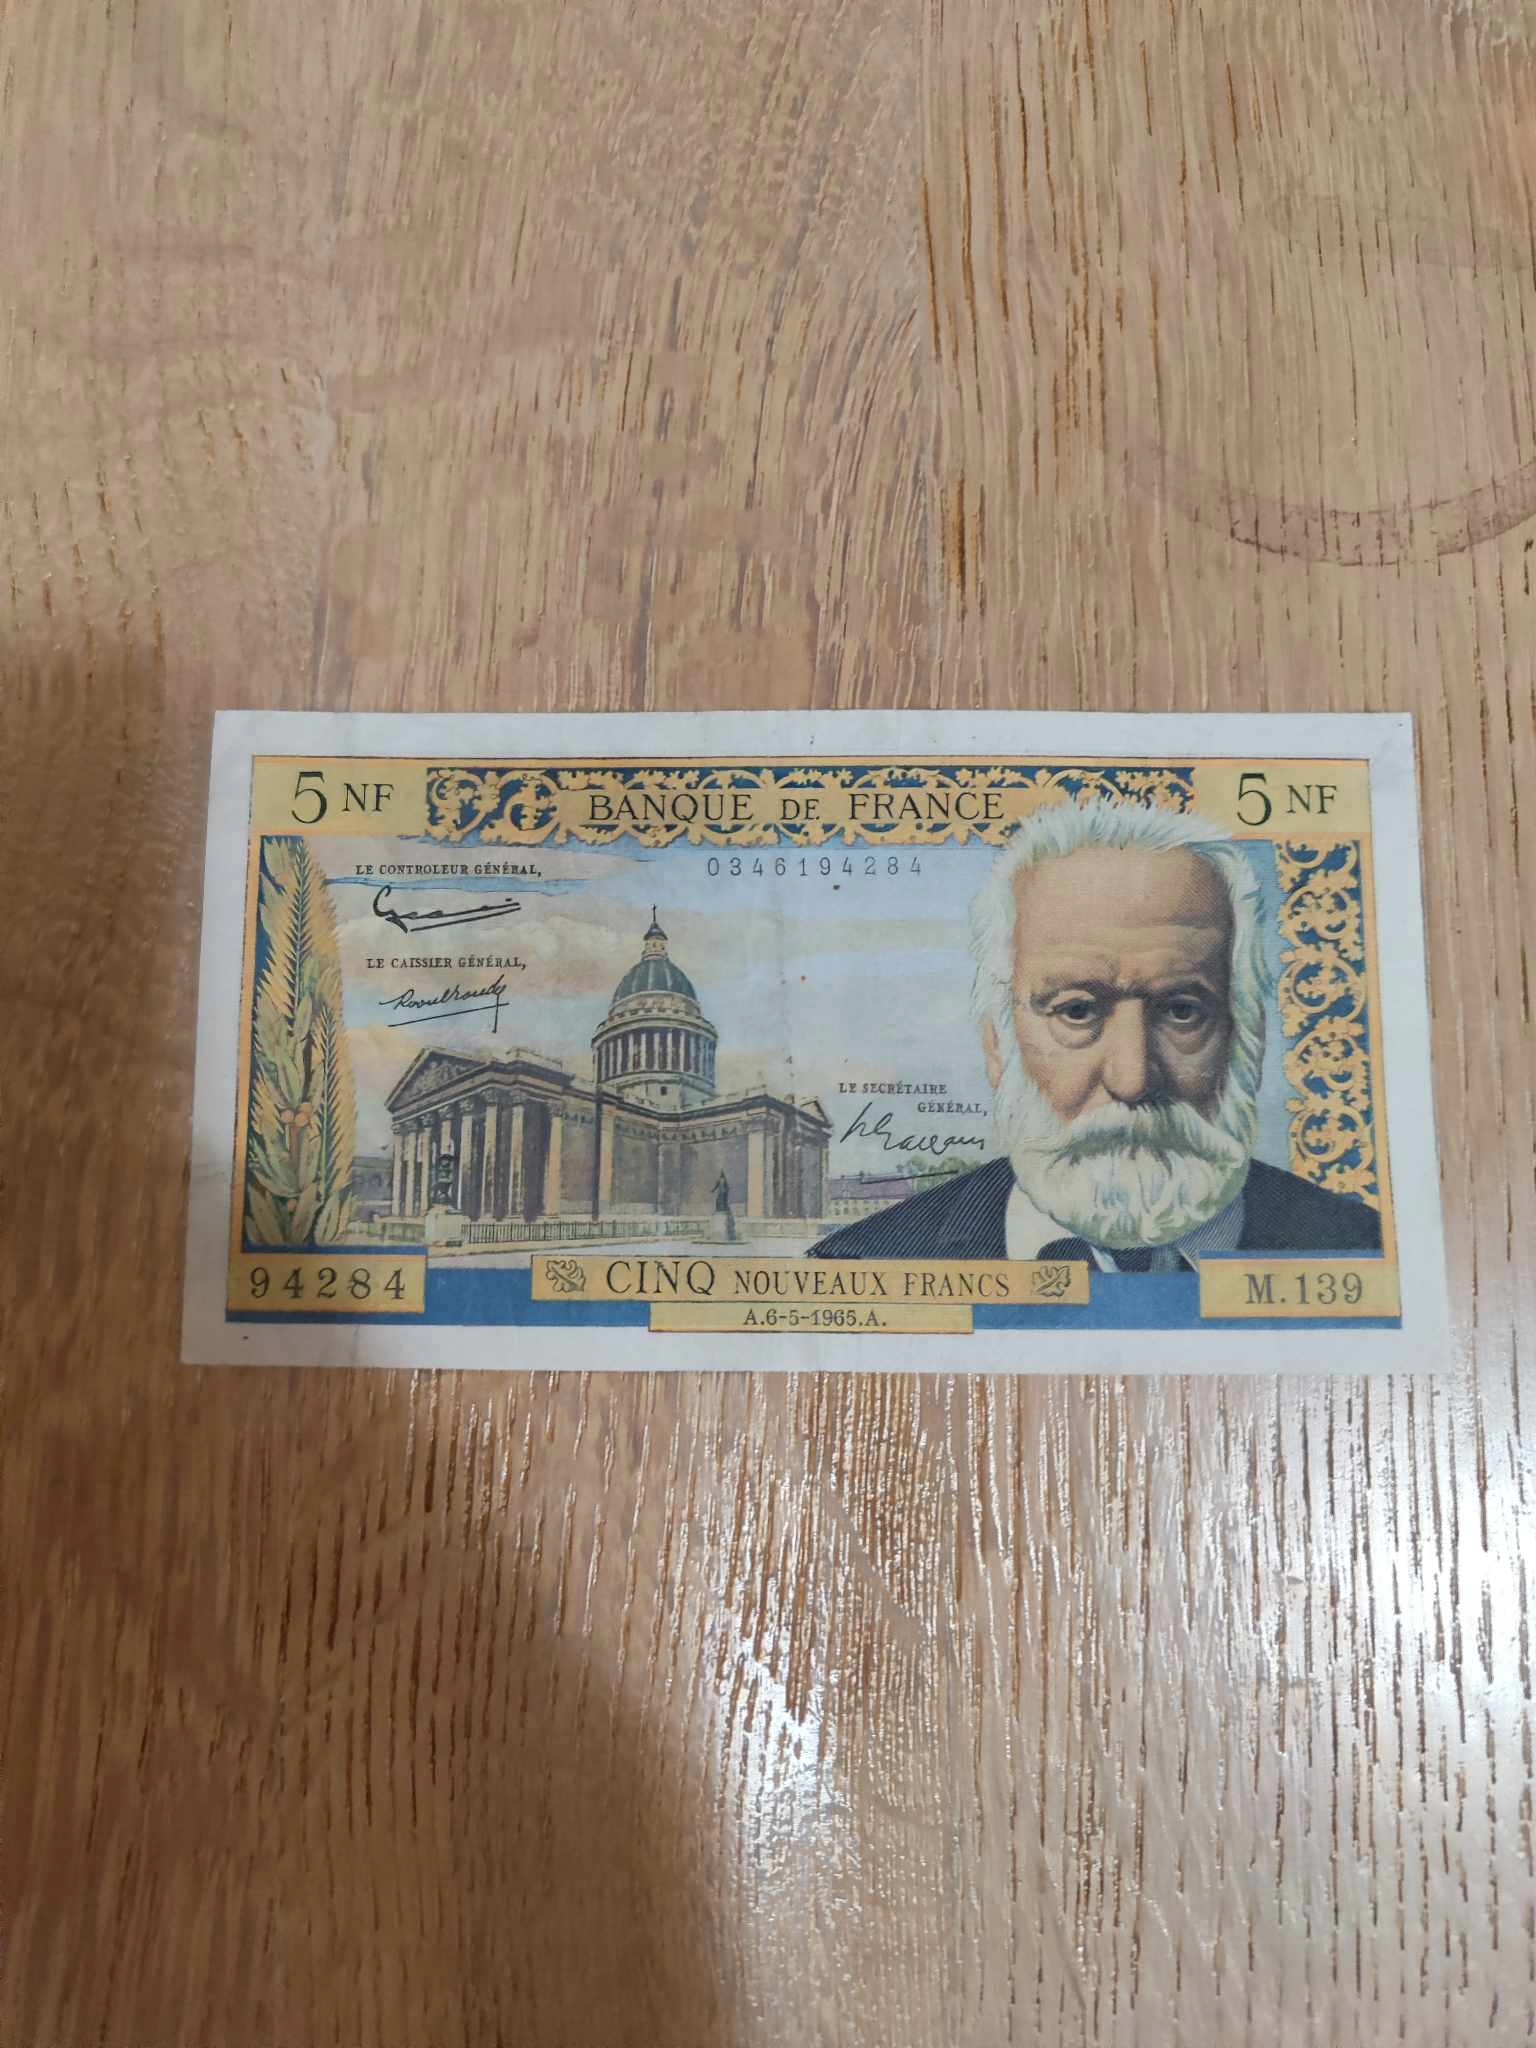 5 NF
BANQUE DE FRANCE
5 NF
0346194284
LE CONTROLEUR GÉNÉRAL,
LE CAISSIER GÉNÉRAL,
LE SECRÉTAIRE
GÉNÉRAL,
94284
CINQ NOUVEAUX FRANCS
M.139
A.6-5-1965.A.